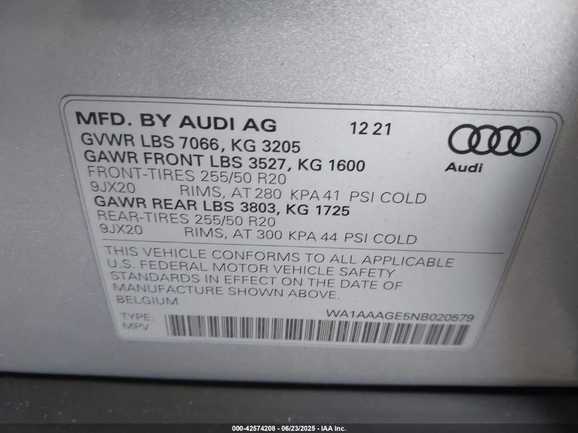 MFD. BY AUDI AG 12 21
GVWR LBS 7066, KG 3205
GAWR FRONT LBS 3527, KG 1600
FRONT-TIRES 255/50 R20
9JX20 RIMS, AT 280 KPA 41 PSI COLD
GAWR REAR LBS 3803, KG 1725
REAR-TIRES 255/50 R20
9JX20 RIMS, AT 300 KPA 44 PSI COLD
Audi
THIS VEHICLE CONFORMS TO ALL APPLICABLE
U.S. FEDERAL MOTOR VEHICLE SAFETY
STANDARDS IN EFFECT ON THE DATE OF
MANUFACTURE SHOWN ABOVE.
BELGIUM
WA1AAAGE5NB020579
TYPE:
MPV
000-42574208 - 06/23/2025 - IAA Inc.